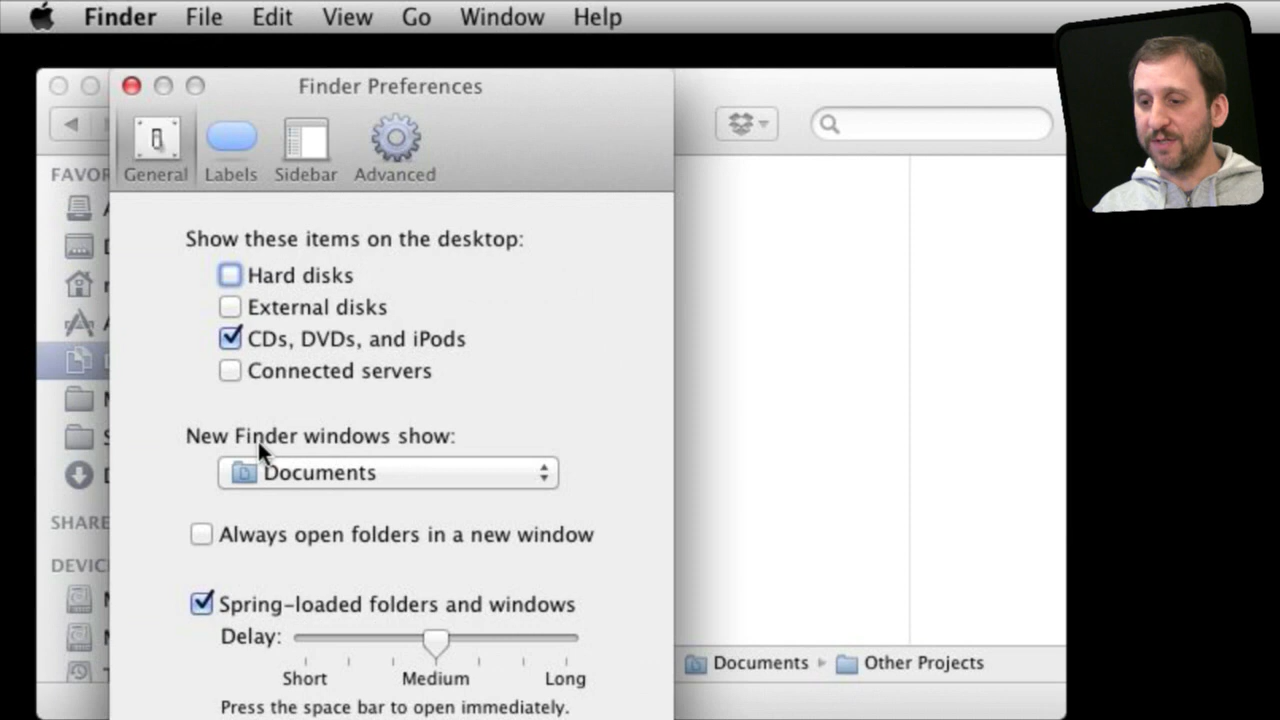 Finder File Edit View Go Window Help
Finder Preferences
General Labels Sidebar Advanced
FAVOR
Show these items on the desktop:
Hard disks
External disks
CDs, DVDs, and iPods
Connected servers
New Finder windows show:
Documents
Always open folders in a new window
SHARE
DEVIC
Spring-loaded folders and windows
Delay:
Short Medium Long
Press the space bar to open immediately.
Documents Other Projects